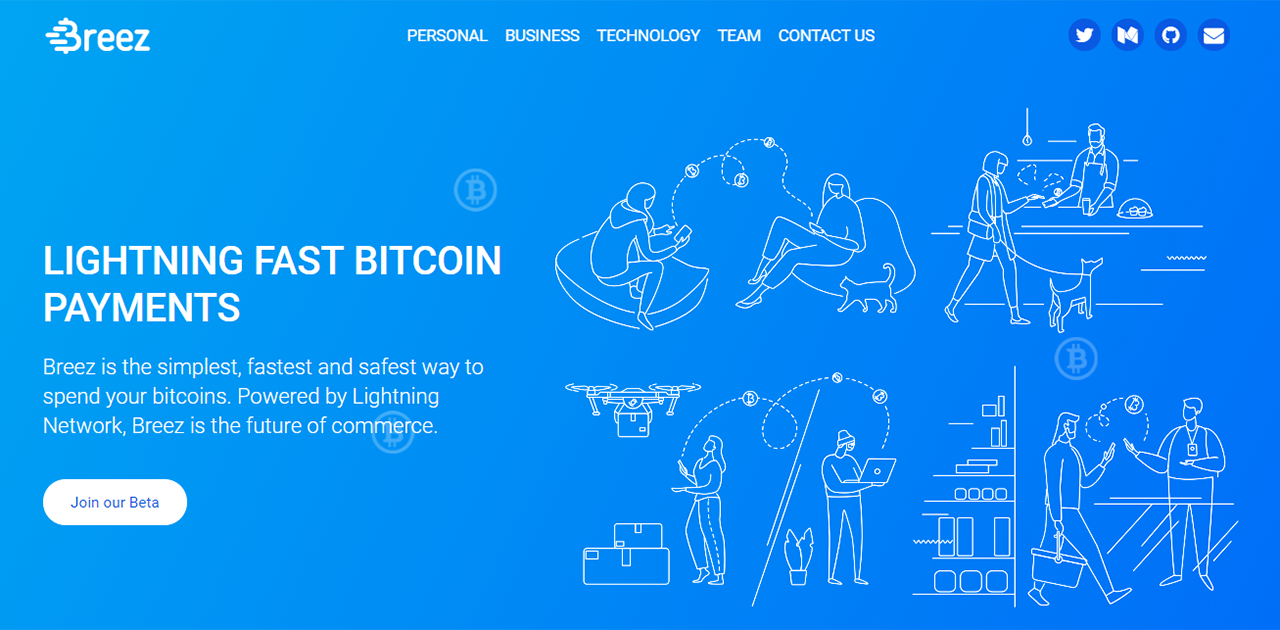 Breez
PERSONAL BUSINESS TECHNOLOGY TEAM CONTACT US
LIGHTNING FAST BITCOIN
PAYMENTS
Breez is the simplest, fastest and safest way to
spend your bitcoins. Powered by Lightning
Network, Breez is the future of commerce.
Join our Beta